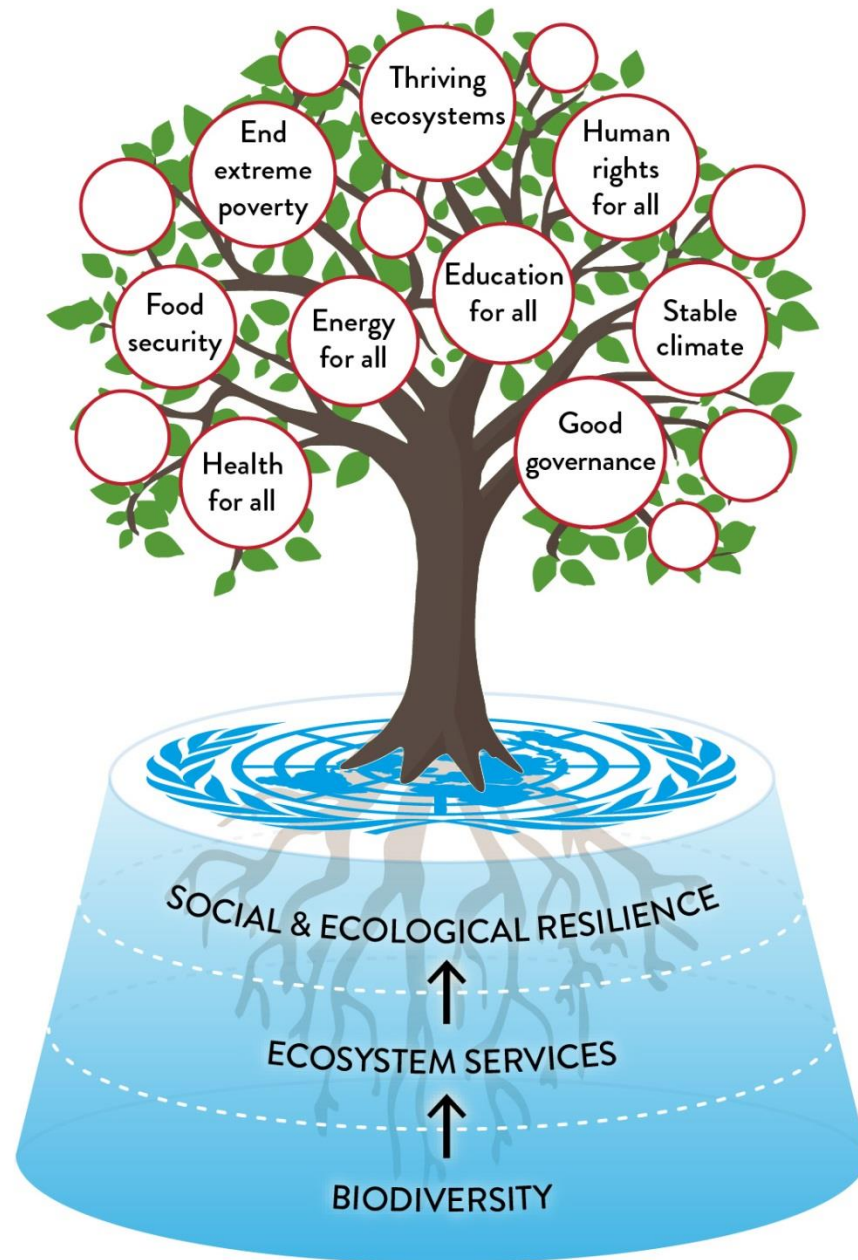 Thriving
ecosystems
End
extreme
poverty
Human
rights
for all
Education
for all
Food
security
Energy
for all
Stable
climate
Good
governance
Health
for all
SOCIAL & ECOLOGICAL RESILIENCE
ECOSYSTEM SERVICES
BIODIVERSITY